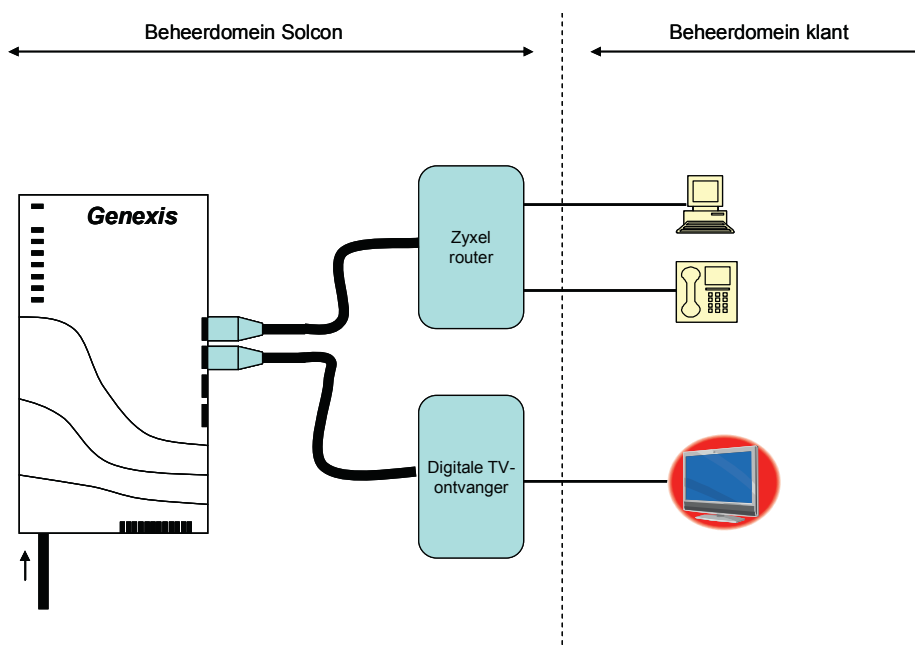 Beheerdomein Solcon
Beheerdomein klant
Genexis
Zyxel
router
Digitale TV-
ontvanger